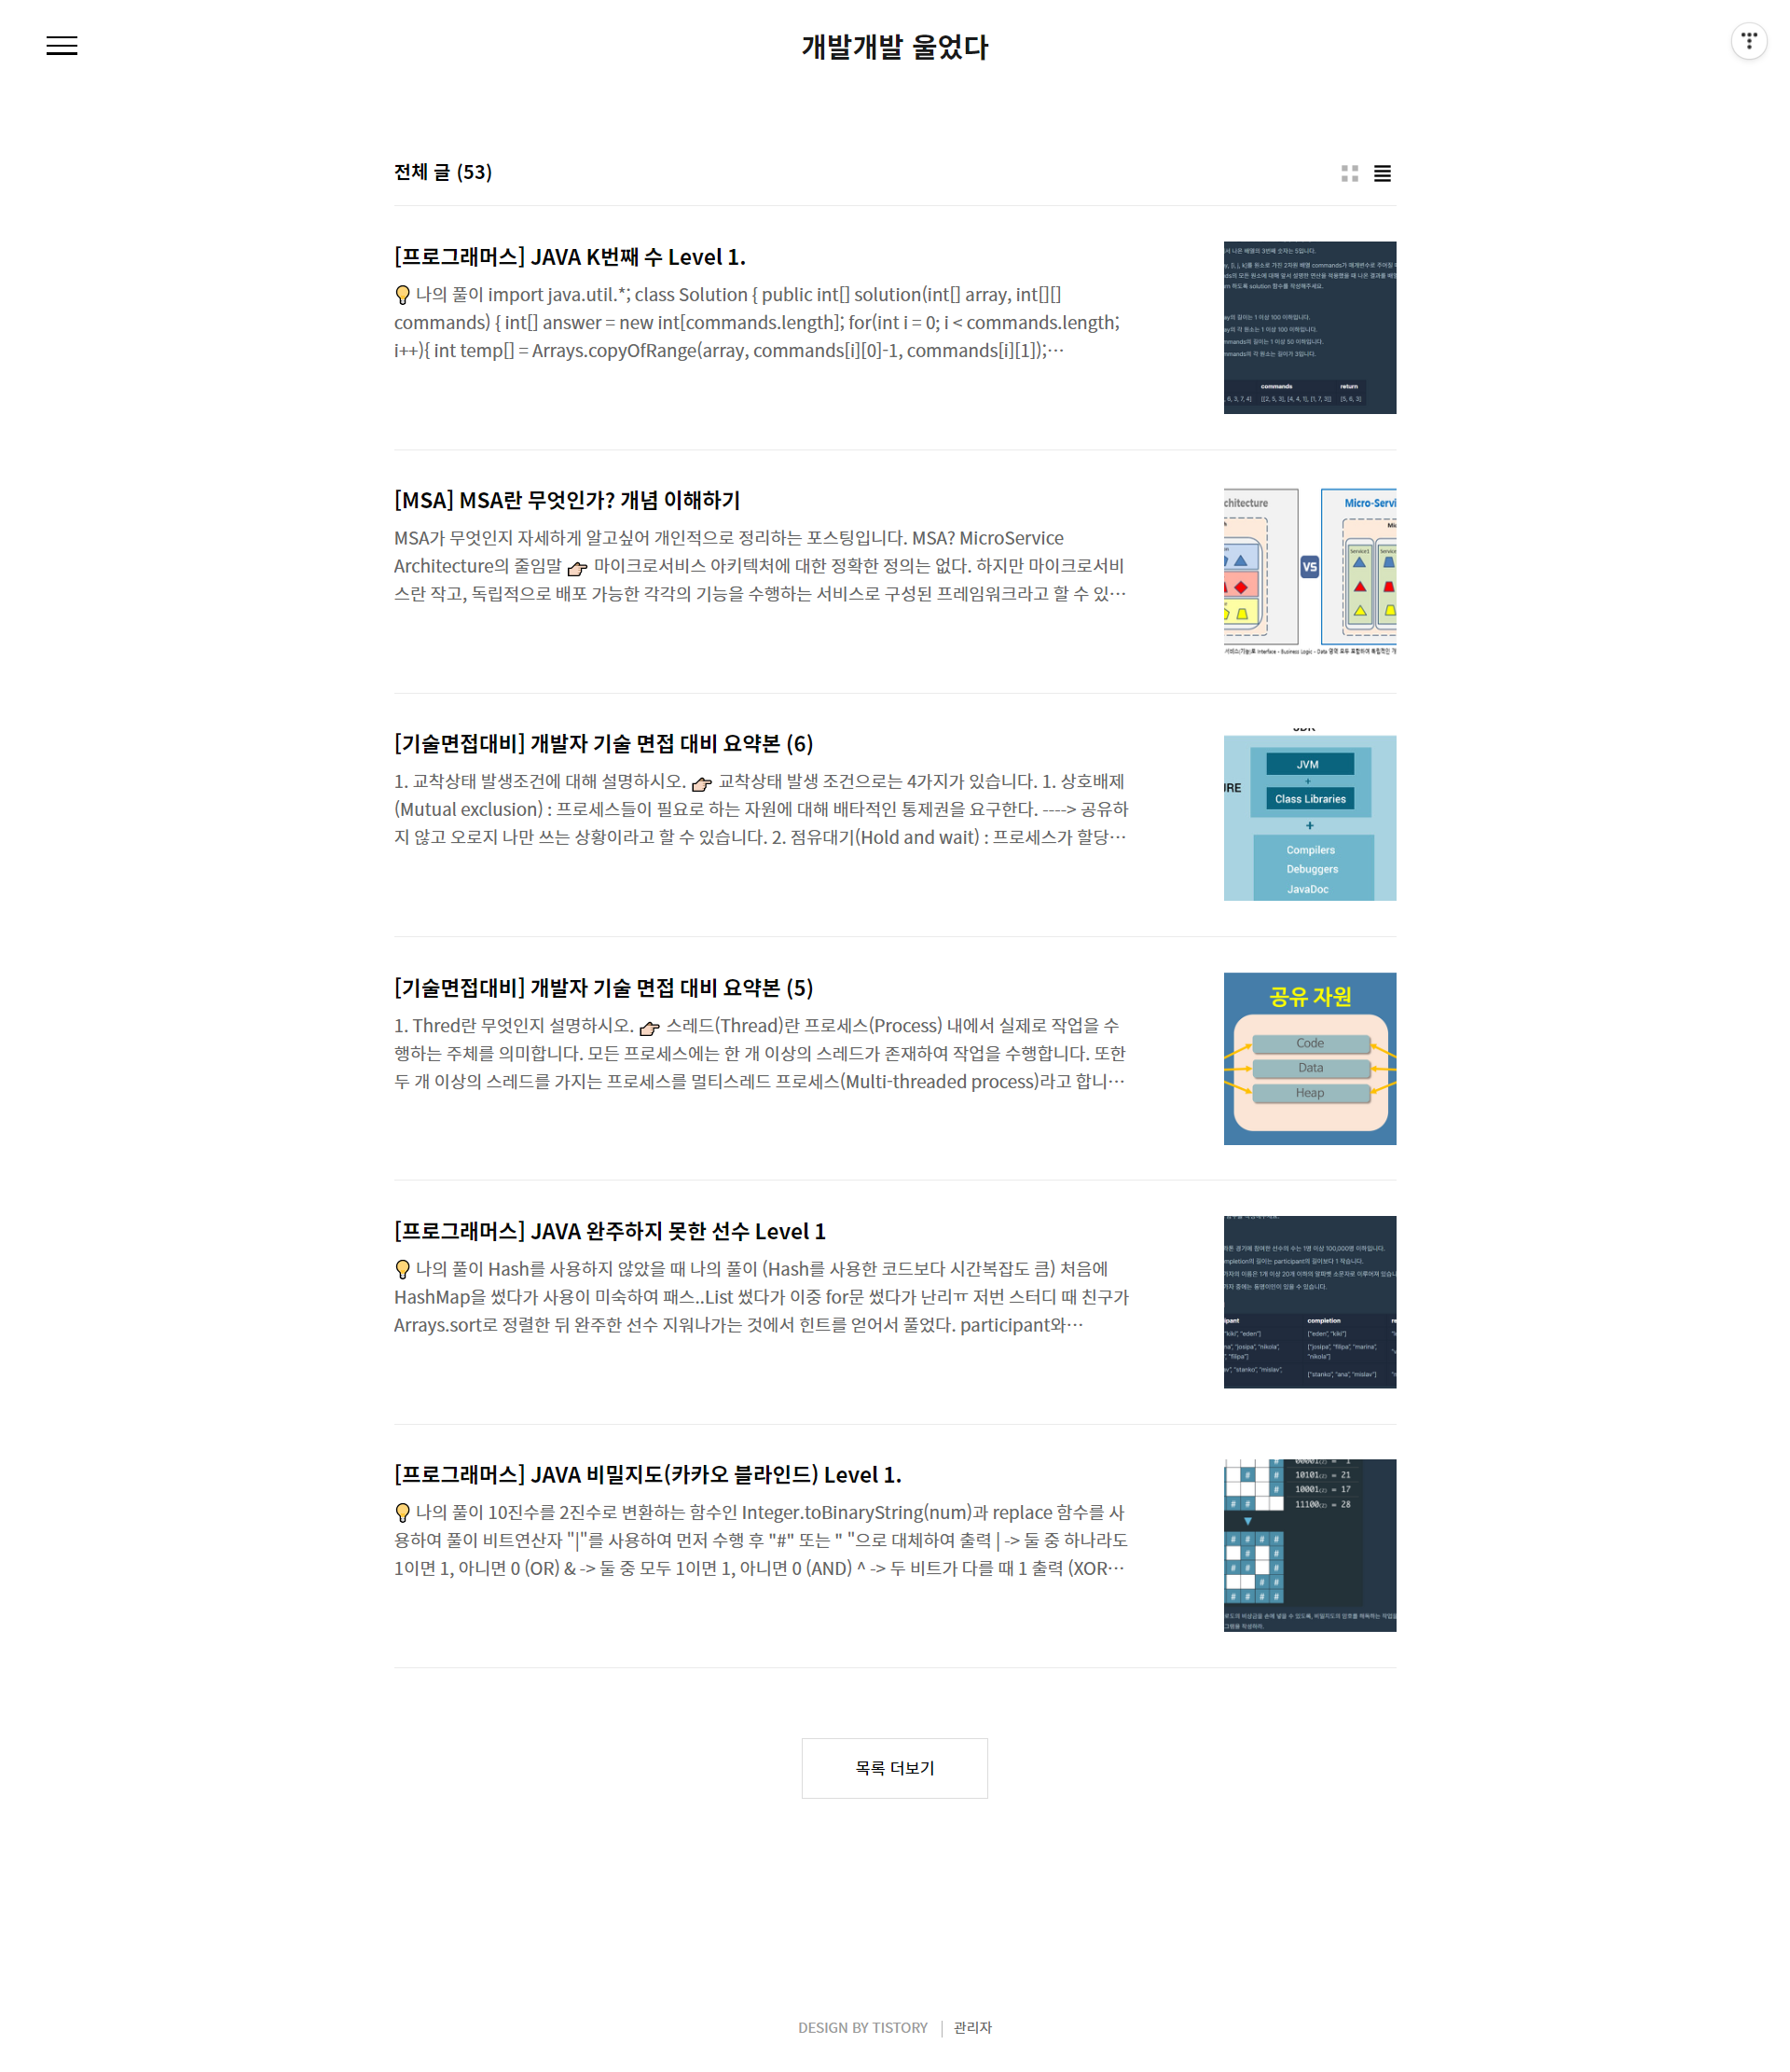 개발개발 울었다
전체 글 (53)
[프로그래머스] JAVA K번째 수 Level 1.
💡 나의 풀이 import java.util.*; class Solution { public int[] solution(int[] array, int[][]
commands) { int[] answer = new int[commands.length]; for(int i = 0; i < commands.length;
i++){ int temp[] = Arrays.copyOfRange(array, commands[i][0]-1, commands[i][1]);…
commands return
[[2, 5, 3], [4, 4, 1], [1, 7, 3]] [5, 6, 3]
[MSA] MSA란 무엇인가? 개념 이해하기
MSA가 무엇인지 자세하게 알고싶어 개인적으로 정리하는 포스팅입니다. MSA? MicroService
Architecture의 줄임말 👉 마이크로서비스 아키텍처에 대한 정확한 정의는 없다. 하지만 마이크로서비
스란 작고, 독립적으로 배포 가능한 각각의 기능을 수행하는 서비스로 구성된 프레임워크라고 할 수 있…
chitecture Micro-Servi
VS
[기술면접대비] 개발자 기술 면접 대비 요약본 (6)
1. 교착상태 발생조건에 대해 설명하시오. 👉 교착상태 발생 조건으로는 4가지가 있습니다. 1. 상호배제
(Mutual exclusion) : 프로세스들이 필요로 하는 자원에 대해 배타적인 통제권을 요구한다. ----> 공유하
지 않고 오로지 나만 쓰는 상황이라고 할 수 있습니다. 2. 점유대기(Hold and wait) : 프로세스가 할당…
JVM
+
URE
Class Libraries
+
Compilers
Debuggers
JavaDoc
[기술면접대비] 개발자 기술 면접 대비 요약본 (5)
1. Thred란 무엇인지 설명하시오. 👉 스레드(Thread)란 프로세스(Process) 내에서 실제로 작업을 수
행하는 주체를 의미합니다. 모든 프로세스에는 한 개 이상의 스레드가 존재하여 작업을 수행합니다. 또한
두 개 이상의 스레드를 가지는 프로세스를 멀티스레드 프로세스(Multi-threaded process)라고 합니…
공유 자원
Code
Data
Heap
[프로그래머스] JAVA 완주하지 못한 선수 Level 1
💡 나의 풀이 Hash를 사용하지 않았을 때 나의 풀이 (Hash를 사용한 코드보다 시간복잡도 큼) 처음에
HashMap을 썼다가 사용이 미숙하여 패스..List 썼다가 이중 for문 썼다가 난리ㅠ 저번 스터디 때 친구가
Arrays.sort로 정렬한 뒤 완주한 선수 지워나가는 것에서 힌트를 얻어서 풀었다. participant와…
completion
["eden", "kiki"]
["josipa", "filipa", "marina",
"nikola"]
["stanko", "ana", "mislav"]
[프로그래머스] JAVA 비밀지도(카카오 블라인드) Level 1.
💡 나의 풀이 10진수를 2진수로 변환하는 함수인 Integer.toBinaryString(num)과 replace 함수를 사
용하여 풀이 비트연산자 "|"를 사용하여 먼저 수행 후 "#" 또는 " "으로 대체하여 출력 | -> 둘 중 하나라도
1이면 1, 아니면 0 (OR) & -> 둘 중 모두 1이면 1, 아니면 0 (AND) ^ -> 두 비트가 다를 때 1 출력 (XOR…
10101(2) = 21
10001(2) = 17
11100(2) = 28
목록 더보기
DESIGN BY TISTORY 관리자